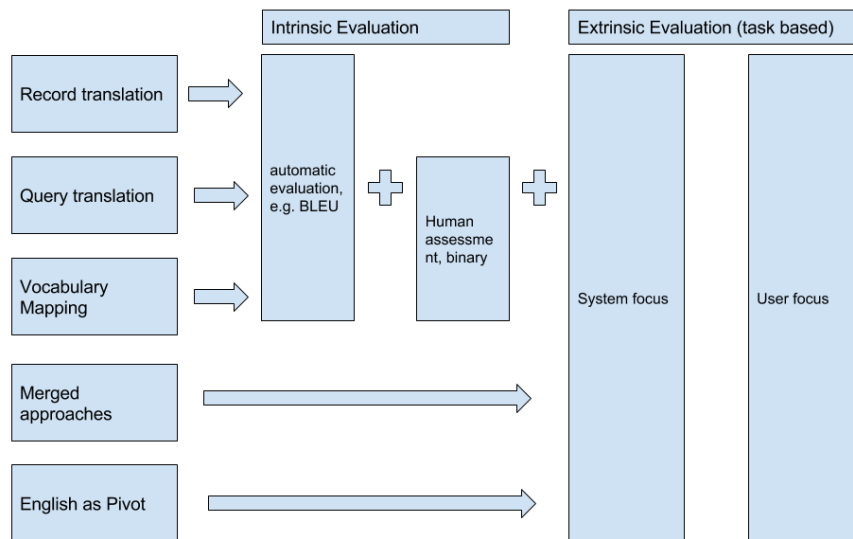 Intrinsic Evaluation
Extrinsic Evaluation (task based)
Record translation
Query translation
Vocabulary
Mapping
Merged
approaches
English as Pivot
automatic
evaluation,
e.g. BLEU
Human
assessme
nt, binary
System focus
User focus